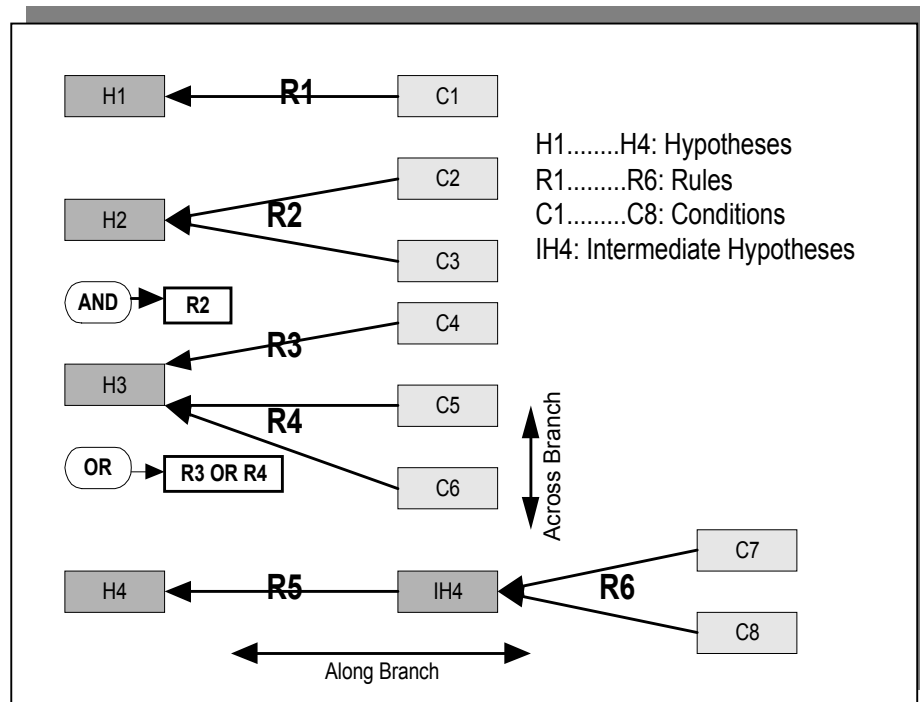 H1
R1
C1
H1........H4: Hypotheses
R1.........R6: Rules
C1.........C8: Conditions
IH4: Intermediate Hypotheses
C2
H2
R2
C3
AND
R2
C4
R3
H3
C5
R4
OR
R3 OR R4
C6
Across Branch
C7
H4
R5
IH4
R6
C8
Along Branch